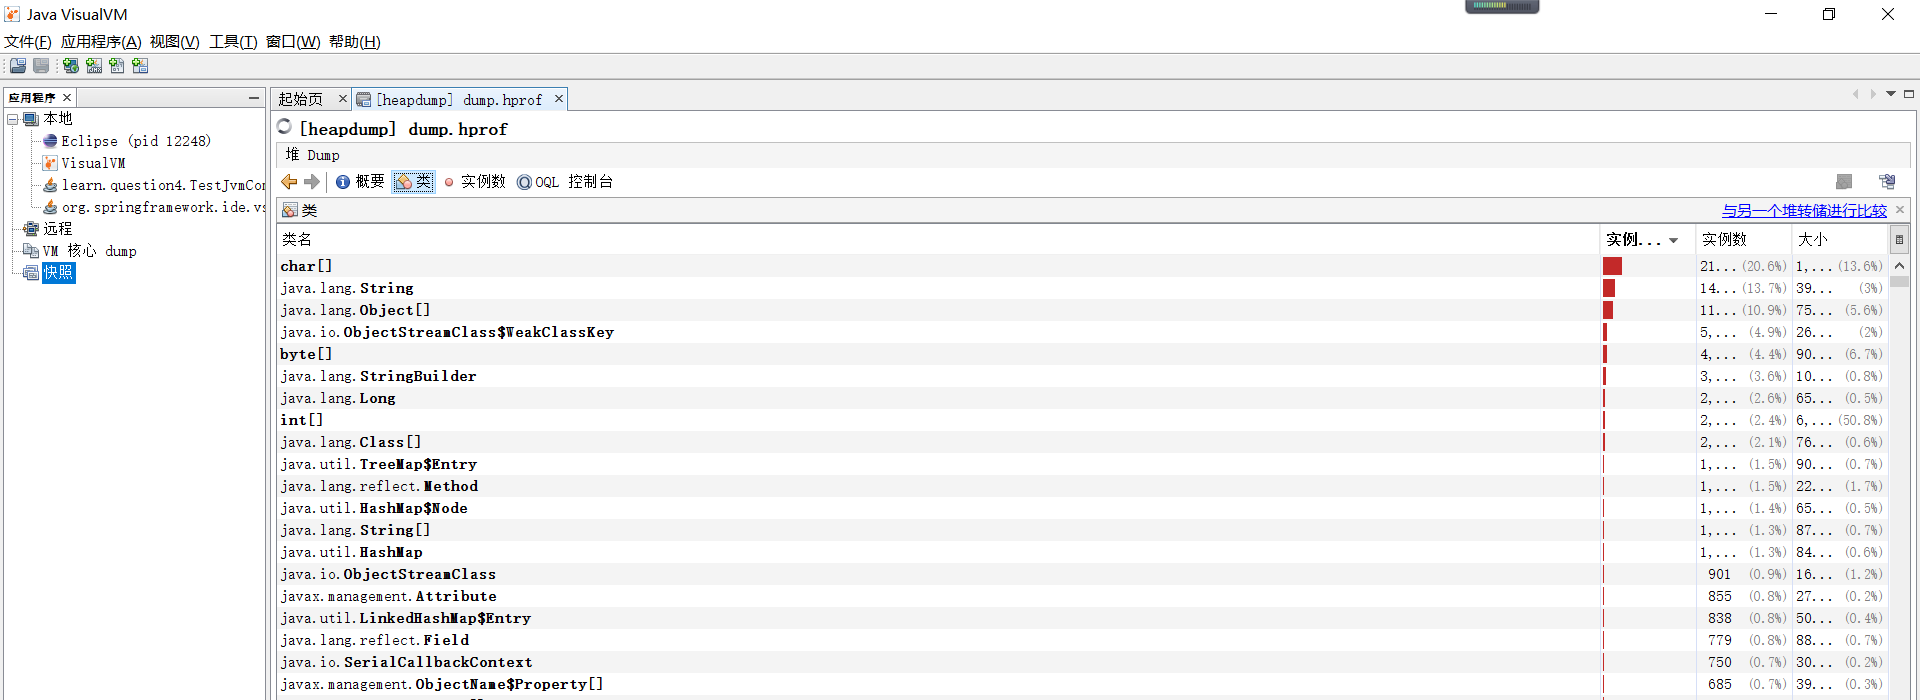 Java VisualVM
文件(F) 应用程序(A) 视图(V) 工具(T) 窗口(W) 帮助(H)
应用程序
本地
Eclipse (pid 12248)
VisualVM
learn.question4.TestJvmCon
org.springframework.ide.vs
远程
VM 核心 dump
快照
起始页 [heapdump] dump.hprof
[heapdump] dump.hprof
堆 Dump
概要 类 实例数 OQL 控制台
类 与另一个堆转储进行比较
类名 实例... 实例数 大小
char[] 21... (20.6%) 1,... (13.6%)
java.lang.String 14... (13.7%) 39... (3%)
java.lang.Object[] 11... (10.9%) 75... (5.6%)
java.io.ObjectStreamClass$WeakClassKey 5,... (4.9%) 26... (2%)
byte[] 4,... (4.4%) 90... (6.7%)
java.lang.StringBuilder 3,... (3.6%) 10... (0.8%)
java.lang.Long 2,... (2.6%) 65... (0.5%)
int[] 2,... (2.4%) 6,... (50.8%)
java.lang.Class[] 2,... (2.1%) 76... (0.6%)
java.util.TreeMap$Entry 1,... (1.5%) 90... (0.7%)
java.lang.reflect.Method 1,... (1.5%) 22... (1.7%)
java.util.HashMap$Node 1,... (1.4%) 65... (0.5%)
java.lang.String[] 1,... (1.3%) 87... (0.7%)
java.util.HashMap 1,... (1.3%) 84... (0.6%)
java.io.ObjectStreamClass 901 (0.9%) 16... (1.2%)
javax.management.Attribute 855 (0.8%) 27... (0.2%)
java.util.LinkedHashMap$Entry 838 (0.8%) 50... (0.4%)
java.lang.reflect.Field 779 (0.8%) 88... (0.7%)
java.io.SerialCallbackContext 750 (0.7%) 30... (0.2%)
javax.management.ObjectName$Property[] 685 (0.7%) 39... (0.3%)